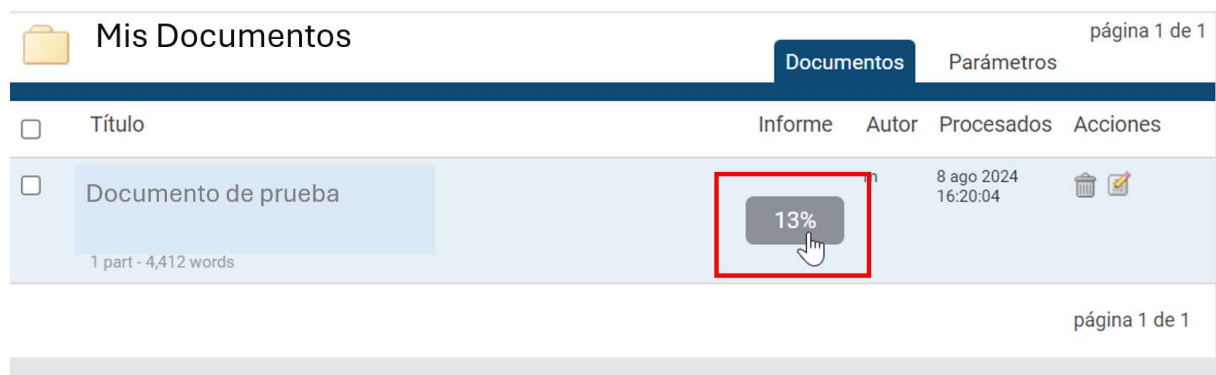 Mis Documentos
página 1 de 1
Documentos Parámetros
Título Informe Autor Procesados Acciones
Documento de prueba
13%
8 ago 2024
16:20:04
1 part - 4,412 words
página 1 de 1